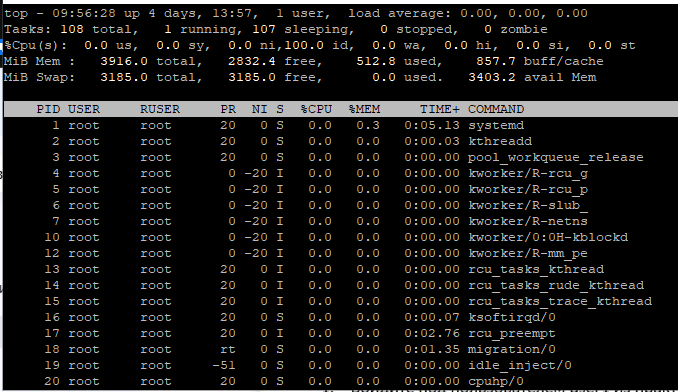 top - 09:56:28 up 4 days, 13:57,  1 user,  load average: 0.00, 0.00, 0.00
Tasks: 108 total,   1 running, 107 sleeping,   0 stopped,   0 zombie
%Cpu(s):  0.0 us,  0.0 sy,  0.0 ni,100.0 id,  0.0 wa,  0.0 hi,  0.0 si,  0.0 st
MiB Mem :   3916.0 total,   2832.4 free,    512.8 used,    857.7 buff/cache
MiB Swap:   3185.0 total,   3185.0 free,      0.0 used.   3403.2 avail Mem
PID USER     RUSER     PR  NI S  %CPU  %MEM     TIME+ COMMAND
1 root     root      20   0 S   0.0   0.3   0:05.13 systemd
2 root     root      20   0 S   0.0   0.0   0:00.03 kthreadd
3 root     root      20   0 S   0.0   0.0   0:00.00 pool_workqueue_release
4 root     root       0 -20 I   0.0   0.0   0:00.00 kworker/R-rcu_g
5 root     root       0 -20 I   0.0   0.0   0:00.00 kworker/R-rcu_p
6 root     root       0 -20 I   0.0   0.0   0:00.00 kworker/R-slub_
7 root     root       0 -20 I   0.0   0.0   0:00.00 kworker/R-netns
10 root     root       0 -20 I   0.0   0.0   0:00.00 kworker/0:0H-kblockd
12 root     root       0 -20 I   0.0   0.0   0:00.00 kworker/R-mm_pe
13 root     root      20   0 I   0.0   0.0   0:00.00 rcu_tasks_kthread
14 root     root      20   0 I   0.0   0.0   0:00.00 rcu_tasks_rude_kthread
15 root     root      20   0 I   0.0   0.0   0:00.00 rcu_tasks_trace_kthread
16 root     root      20   0 S   0.0   0.0   0:00.07 ksoftirqd/0
17 root     root      20   0 I   0.0   0.0   0:02.76 rcu_preempt
18 root     root      rt   0 S   0.0   0.0   0:01.35 migration/0
19 root     root     -51   0 S   0.0   0.0   0:00.00 idle_inject/0
20 root     root      20   0 S   0.0   0.0   0:00.00 cpuhp/0